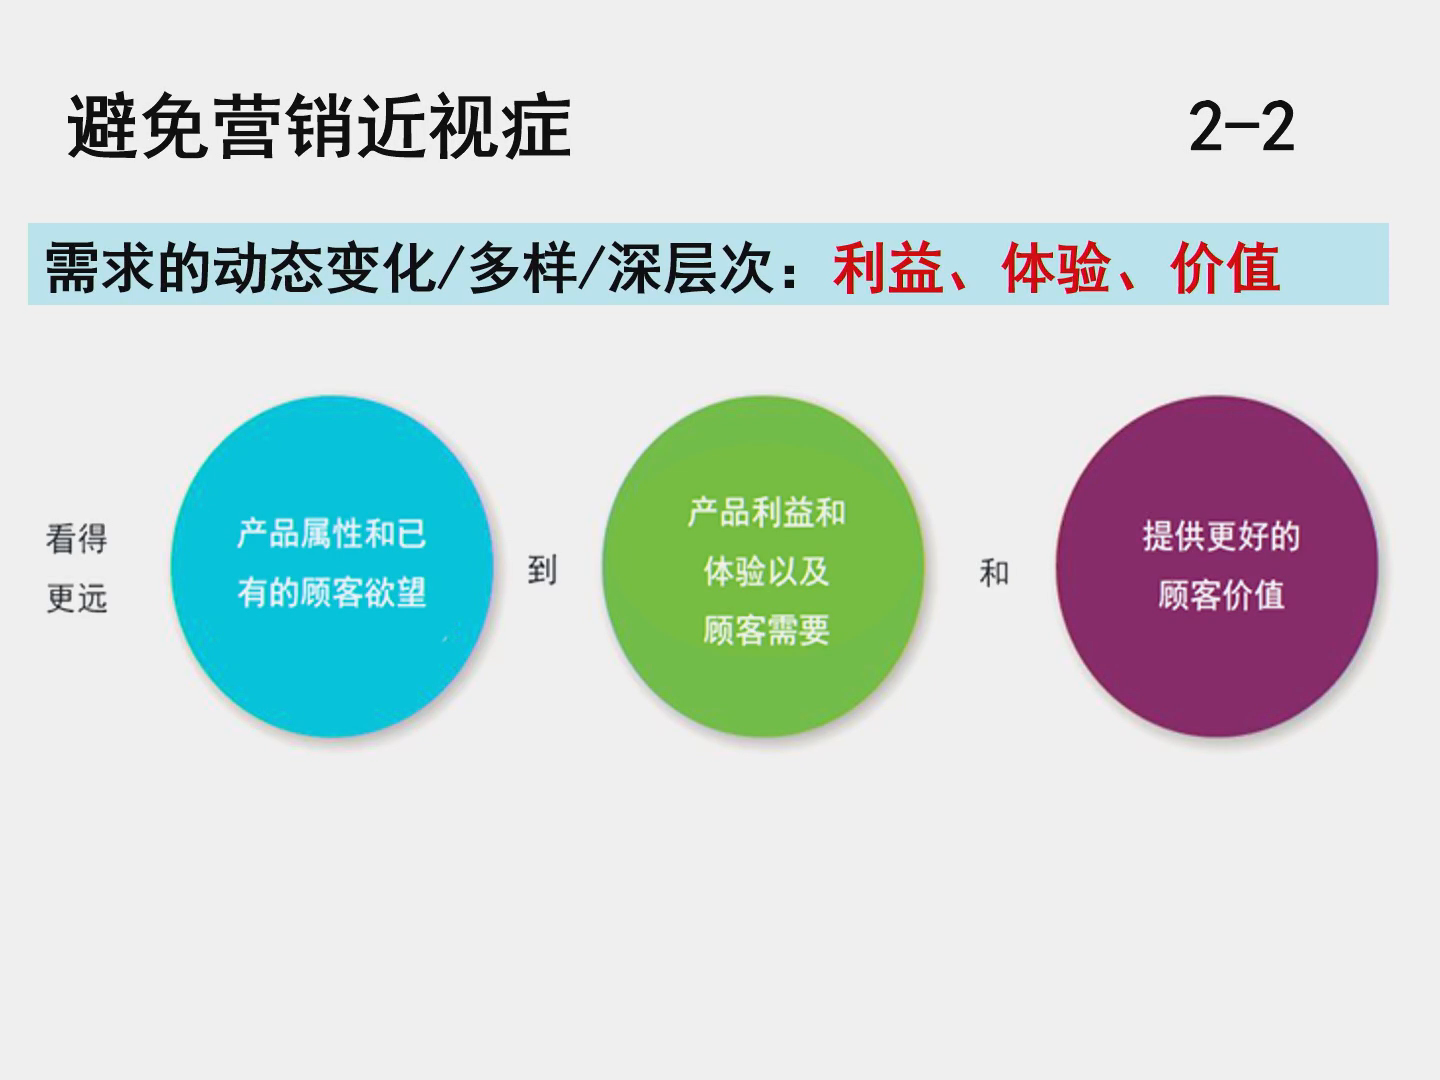 避免营销近视症 2-2
需求的动态变化/多样/深层次：利益、体验、价值
看得
更远
产品属性和已
有的顾客欲望
到
产品利益和
体验以及
顾客需要
和
提供更好的
顾客价值